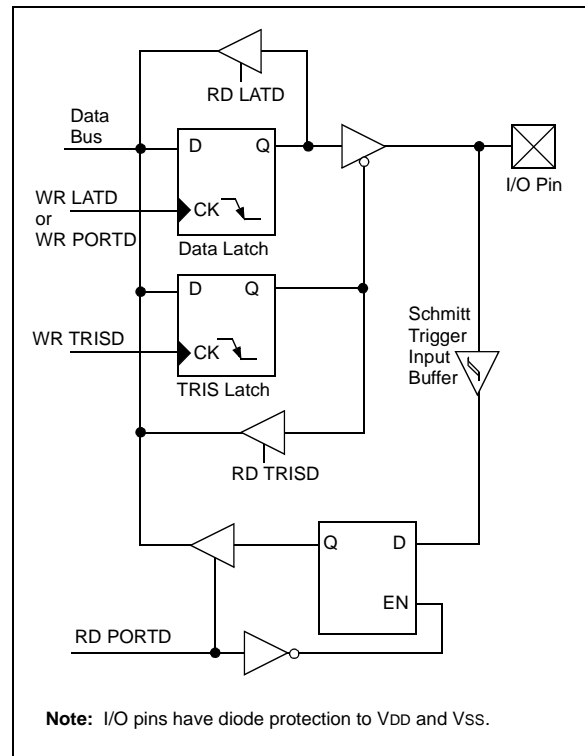 RD LATD
Data
Bus
D Q
I/O Pin
WR LATD
or
WR PORTD
CK
Data Latch
D Q
WR TRISD
CK
TRIS Latch
Schmitt
Trigger
Input
Buffer
RD TRISD
Q D
EN
RD PORTD
Note: I/O pins have diode protection to VDD and VSS.